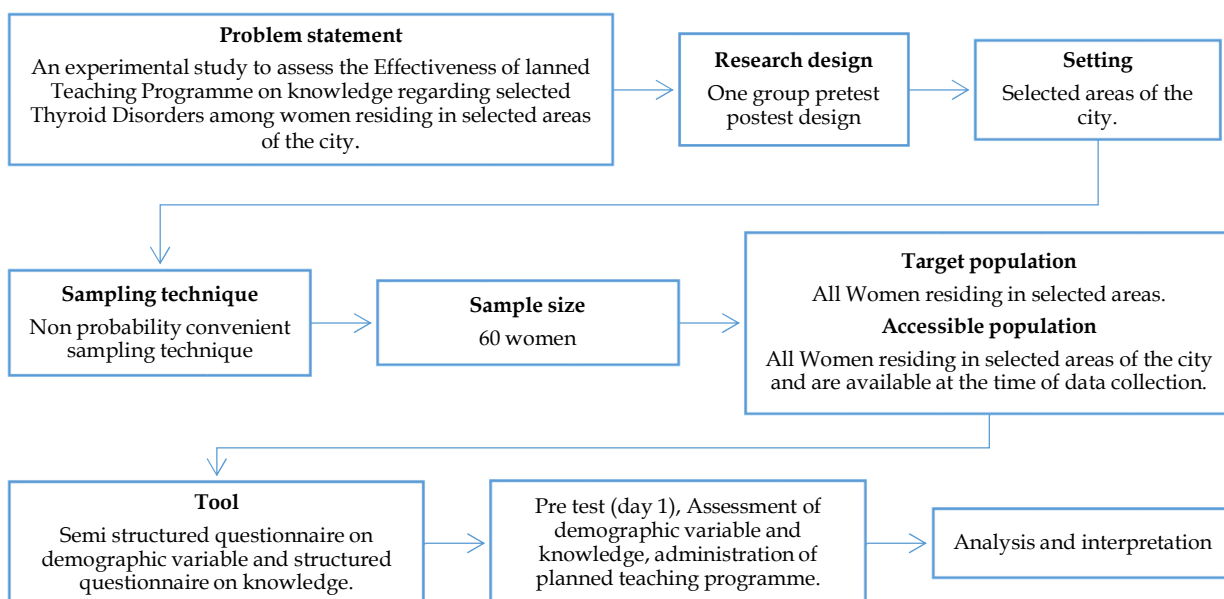 Problem statement
An experimental study to assess the Effectiveness of lanned
Teaching Programme on knowledge regarding selected
Thyroid Disorders among women residing in selected areas
of the city.
Research design
One group pretest
postest design
Setting
Selected areas of the
city.
Sampling technique
Non probability convenient
sampling technique
Sample size
60 women
Target population
All Women residing in selected areas.
Accessible population
All Women residing in selected areas of the city
and are available at the time of data collection.
Tool
Semi structured questionnaire on
demographic variable and structured
questionnaire on knowledge.
Pre test (day 1), Assessment of
demographic variable and
knowledge, administration of
planned teaching programme.
Analysis and interpretation